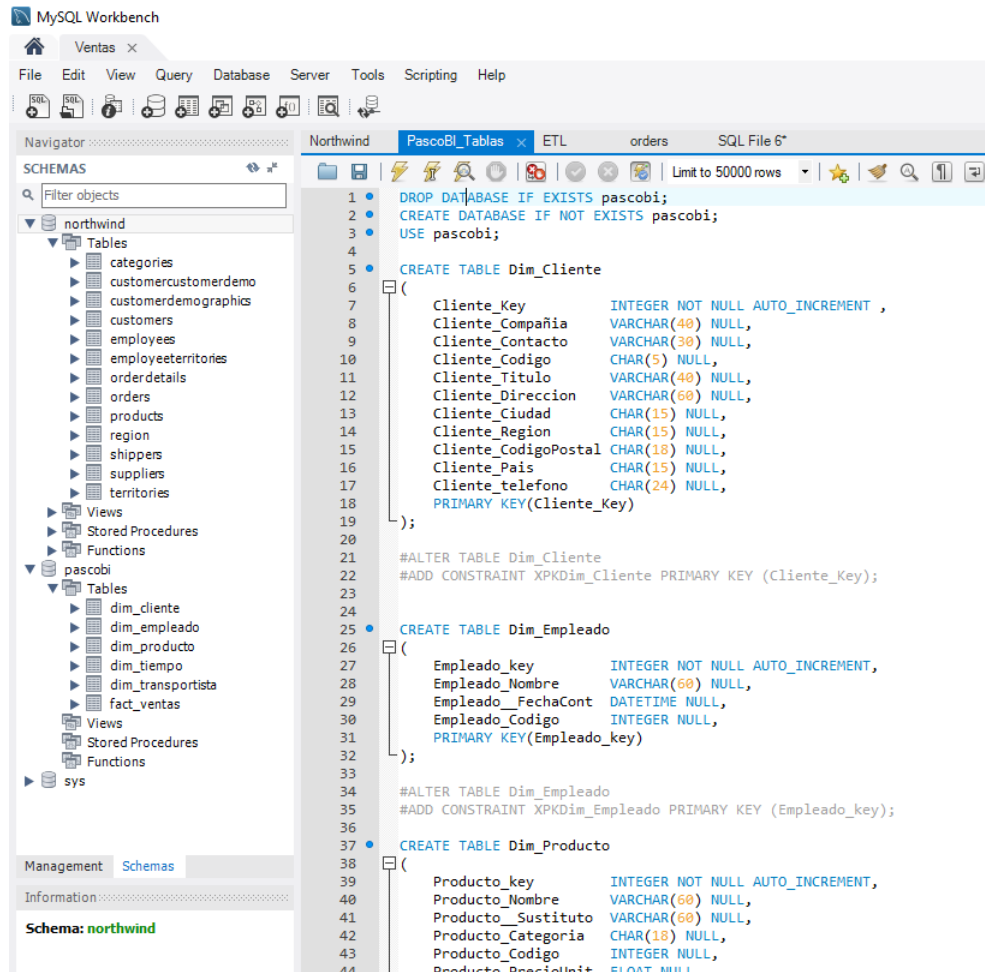 MySQL Workbench
Ventas
File Edit View Query Database Server Tools Scripting Help
Navigator
SCHEMAS
Filter objects
northwind
Tables
categories
customercustomerdemo
customerdemographics
customers
employees
employeeterritories
orderdetails
orders
products
region
shippers
suppliers
territories
Views
Stored Procedures
Functions
pascobi
Tables
dim_cliente
dim_empleado
dim_producto
dim_tiempo
dim_transportista
fact_ventas
Views
Stored Procedures
Functions
sys
Management Schemas
Information
Schema: northwind
Northwind PascoBI_Tablas ETL orders SQL File 6*
Limit to 50000 rows
1 DROP DATABASE IF EXISTS pascobi;
2 CREATE DATABASE IF NOT EXISTS pascobi;
3 USE pascobi;
4
5 CREATE TABLE Dim_Cliente
6 (
7 Cliente_Key INTEGER NOT NULL AUTO_INCREMENT ,
8 Cliente_Compañia VARCHAR(40) NULL,
9 Cliente_Contacto VARCHAR(30) NULL,
10 Cliente_Codigo CHAR(5) NULL,
11 Cliente_Titulo VARCHAR(40) NULL,
12 Cliente_Direccion VARCHAR(60) NULL,
13 Cliente_Ciudad CHAR(15) NULL,
14 Cliente_Region CHAR(15) NULL,
15 Cliente_CodigoPostal CHAR(18) NULL,
16 Cliente_Pais CHAR(15) NULL,
17 Cliente_telefono CHAR(24) NULL,
18 PRIMARY KEY(Cliente_Key)
19 );
20
21 #ALTER TABLE Dim_Cliente
22 #ADD CONSTRAINT XPKDim_Cliente PRIMARY KEY (Cliente_Key);
23
24
25 CREATE TABLE Dim_Empleado
26 (
27 Empleado_key INTEGER NOT NULL AUTO_INCREMENT,
28 Empleado_Nombre VARCHAR(60) NULL,
29 Empleado__FechaCont DATETIME NULL,
30 Empleado_Codigo INTEGER NULL,
31 PRIMARY KEY(Empleado_key)
32 );
33
34 #ALTER TABLE Dim_Empleado
35 #ADD CONSTRAINT XPKDim_Empleado PRIMARY KEY (Empleado_key);
36
37 CREATE TABLE Dim_Producto
38 (
39 Producto_key INTEGER NOT NULL AUTO_INCREMENT,
40 Producto_Nombre VARCHAR(60) NULL,
41 Producto__Sustituto VARCHAR(60) NULL,
42 Producto_Categoria CHAR(18) NULL,
43 Producto_Codigo INTEGER NULL,
44 Producto_PrecioUnit FLOAT NULL